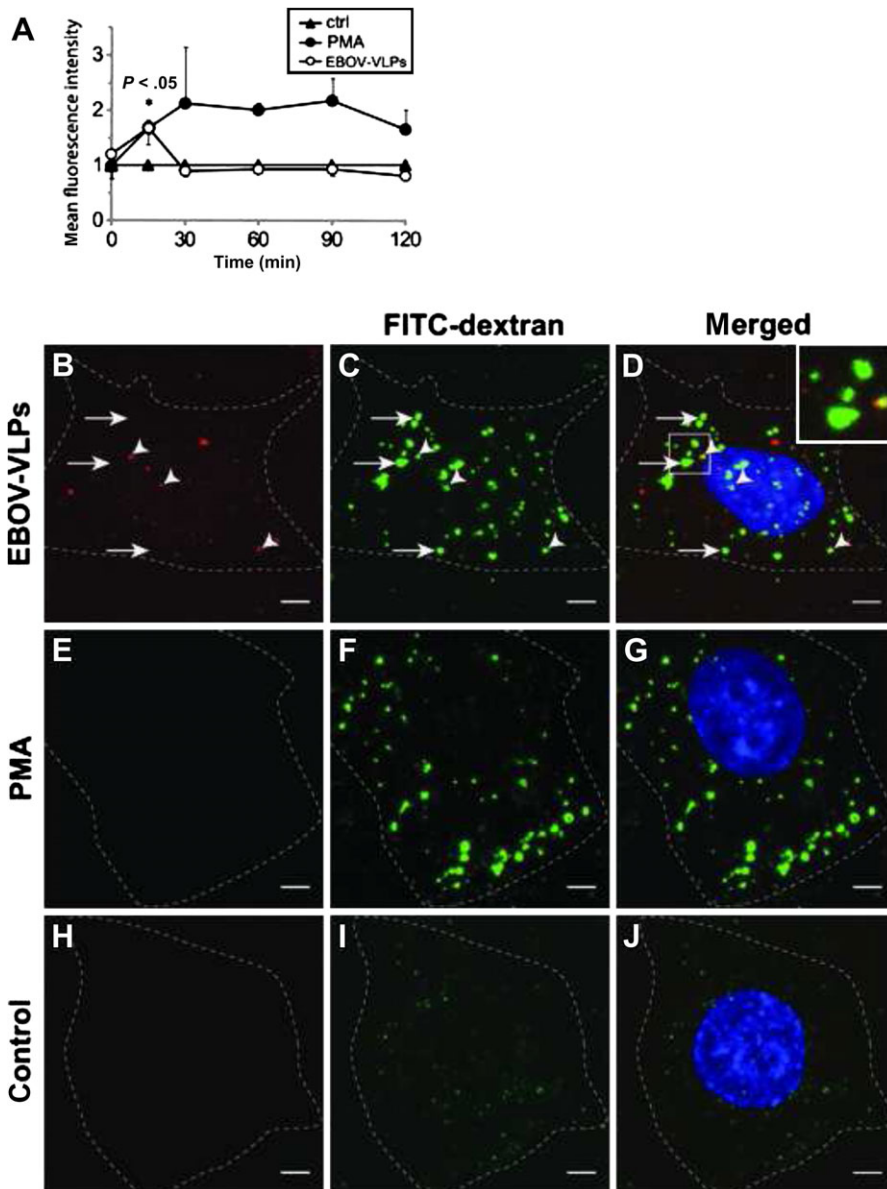 A
ctrl
PMA
EBOV-VLPs
Mean fluorescence intensity
3
2
1
0
P < .05
*
0 30 60 90 120
Time (min)
FITC-dextran Merged
EBOV-VLPs
B C D
PMA
E F G
Control
H I J